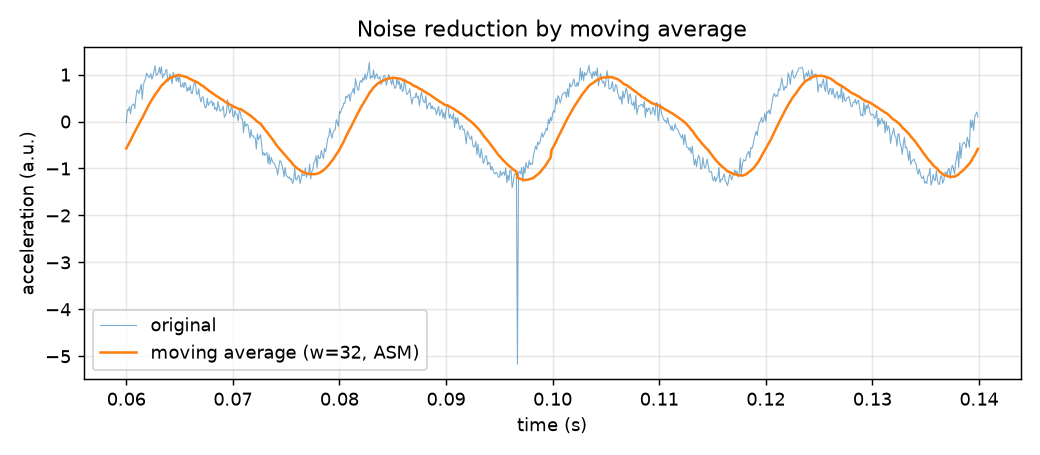 Noise reduction by moving average
acceleration (a.u.)
1
0
−1
−2
−3
−4
−5
original
moving average (w=32, ASM)
0.06 0.07 0.08 0.09 0.10 0.11 0.12 0.13 0.14
time (s)